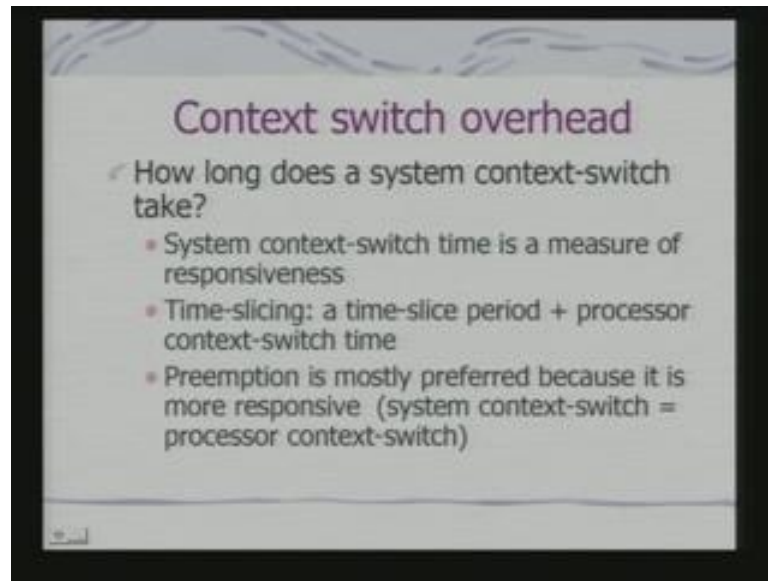 Context switch overhead
How long does a system context-switch
take?
System context-switch time is a measure of
responsiveness
Time-slicing: a time-slice period + processor
context-switch time
Preemption is mostly preferred because it is
more responsive (system context-switch =
processor context-switch)